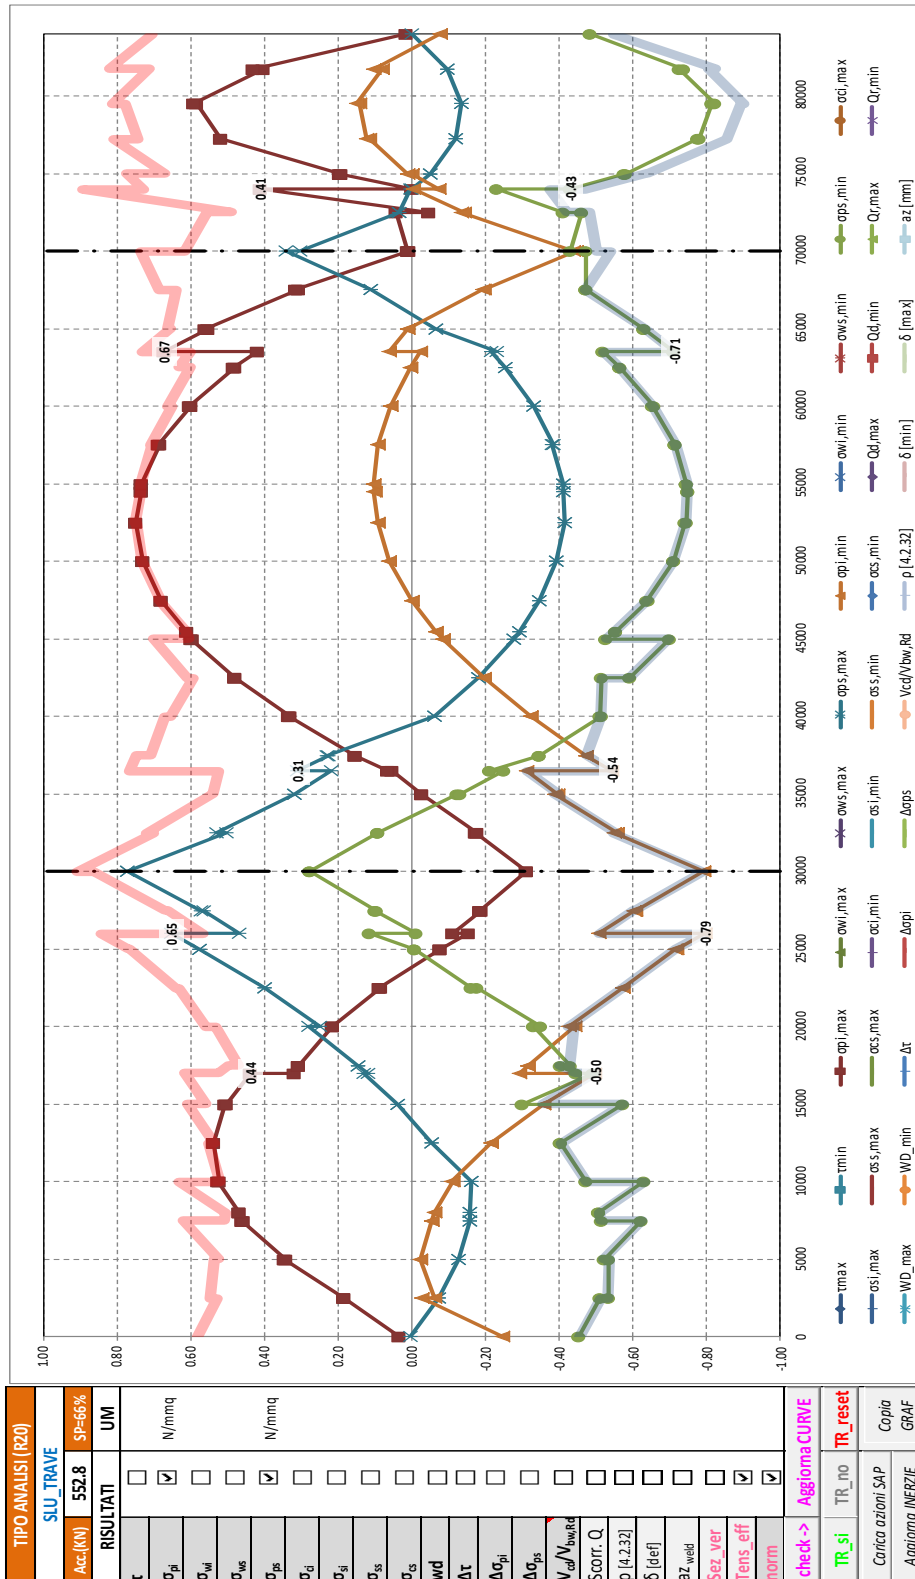 TIPO ANALISI (R20)
SLU_TRAVE
Acc.(KN) 552.8 SP=66%
RISULTATI UM
τ
σpi N/mmq
σwi
σws
σps N/mmq
σci
σsi
σss
σcs
wd
Δτ
Δσpi
Δσps
Vcd/Vbw,Rd
Scorr. Q
ρ [4.2.32]
δ [def]
az weld
Sez_ver
Tens_eff
norm
check -> Aggiorna CURVE
TR_si TR_no TR_reset
Carica azioni SAP Copia
Aggiorna INERZIE GRAF
1.00
0.80
0.60
0.40
0.20
0.00
-0.20
-0.40
-0.60
-0.80
-1.00
0 5000 10000 15000 20000 25000 30000 35000 40000 45000 50000 55000 60000 65000 70000 75000 80000
0.44 0.65 0.31 0.67 0.41
-0.50 -0.79 -0.54 -0.71 -0.43
τmax τmin σpi,max σwi,max σws,max σps,max σpi,min σwi,min σws,min σps,min σci,max
σsi,max σss,max σcs,max σci,min σsi,min σss,min σcs,min Qd,max Qd,min Qr,max Qr,min
WD_max WD_min Δτ Δσpi Δσps Vcd/Vbw,Rd ρ [4.2.32] δ [min] δ [max] az [mm]